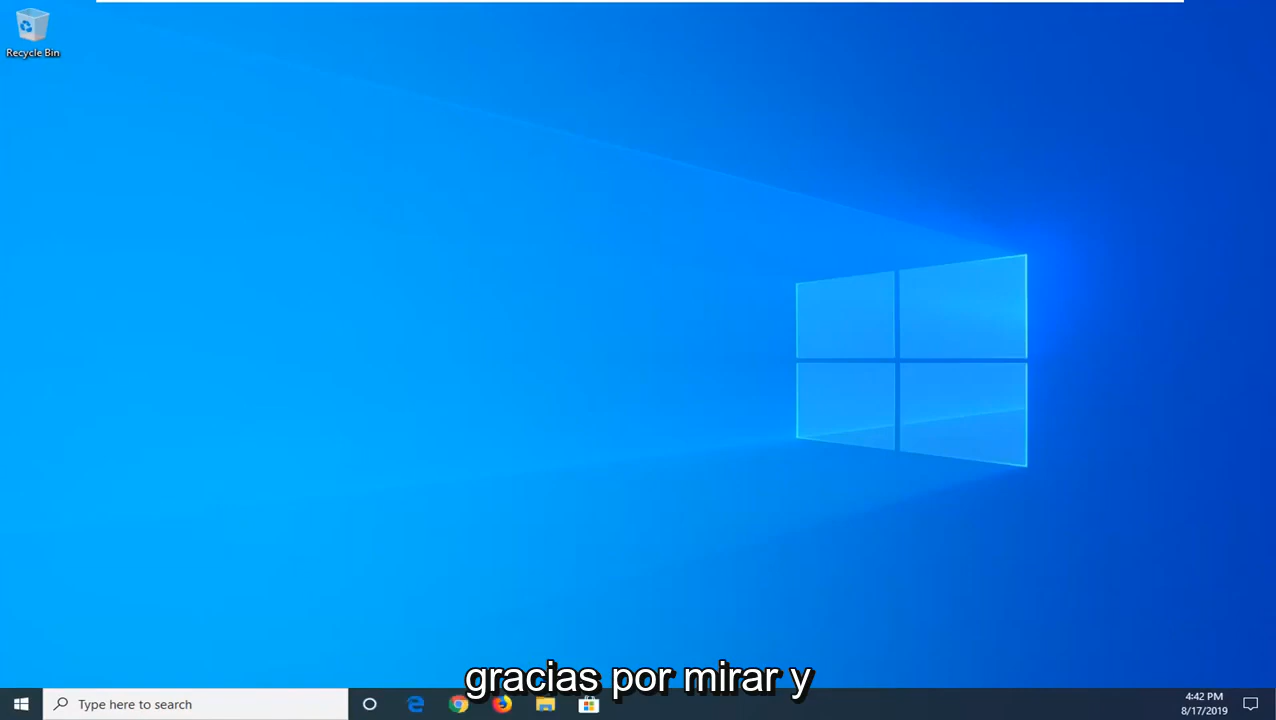 Recycle Bin
gracias por mirar y
Type here to search
4:42 PM
8/17/2019